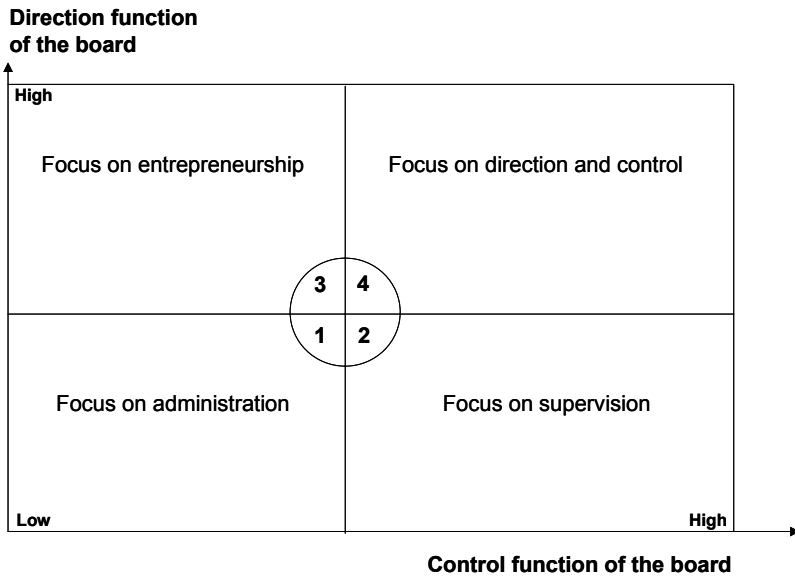 Direction function
of the board
High
Focus on entrepreneurship
Focus on direction and control
3 4
1 2
Focus on administration
Focus on supervision
Low
High
Control function of the board